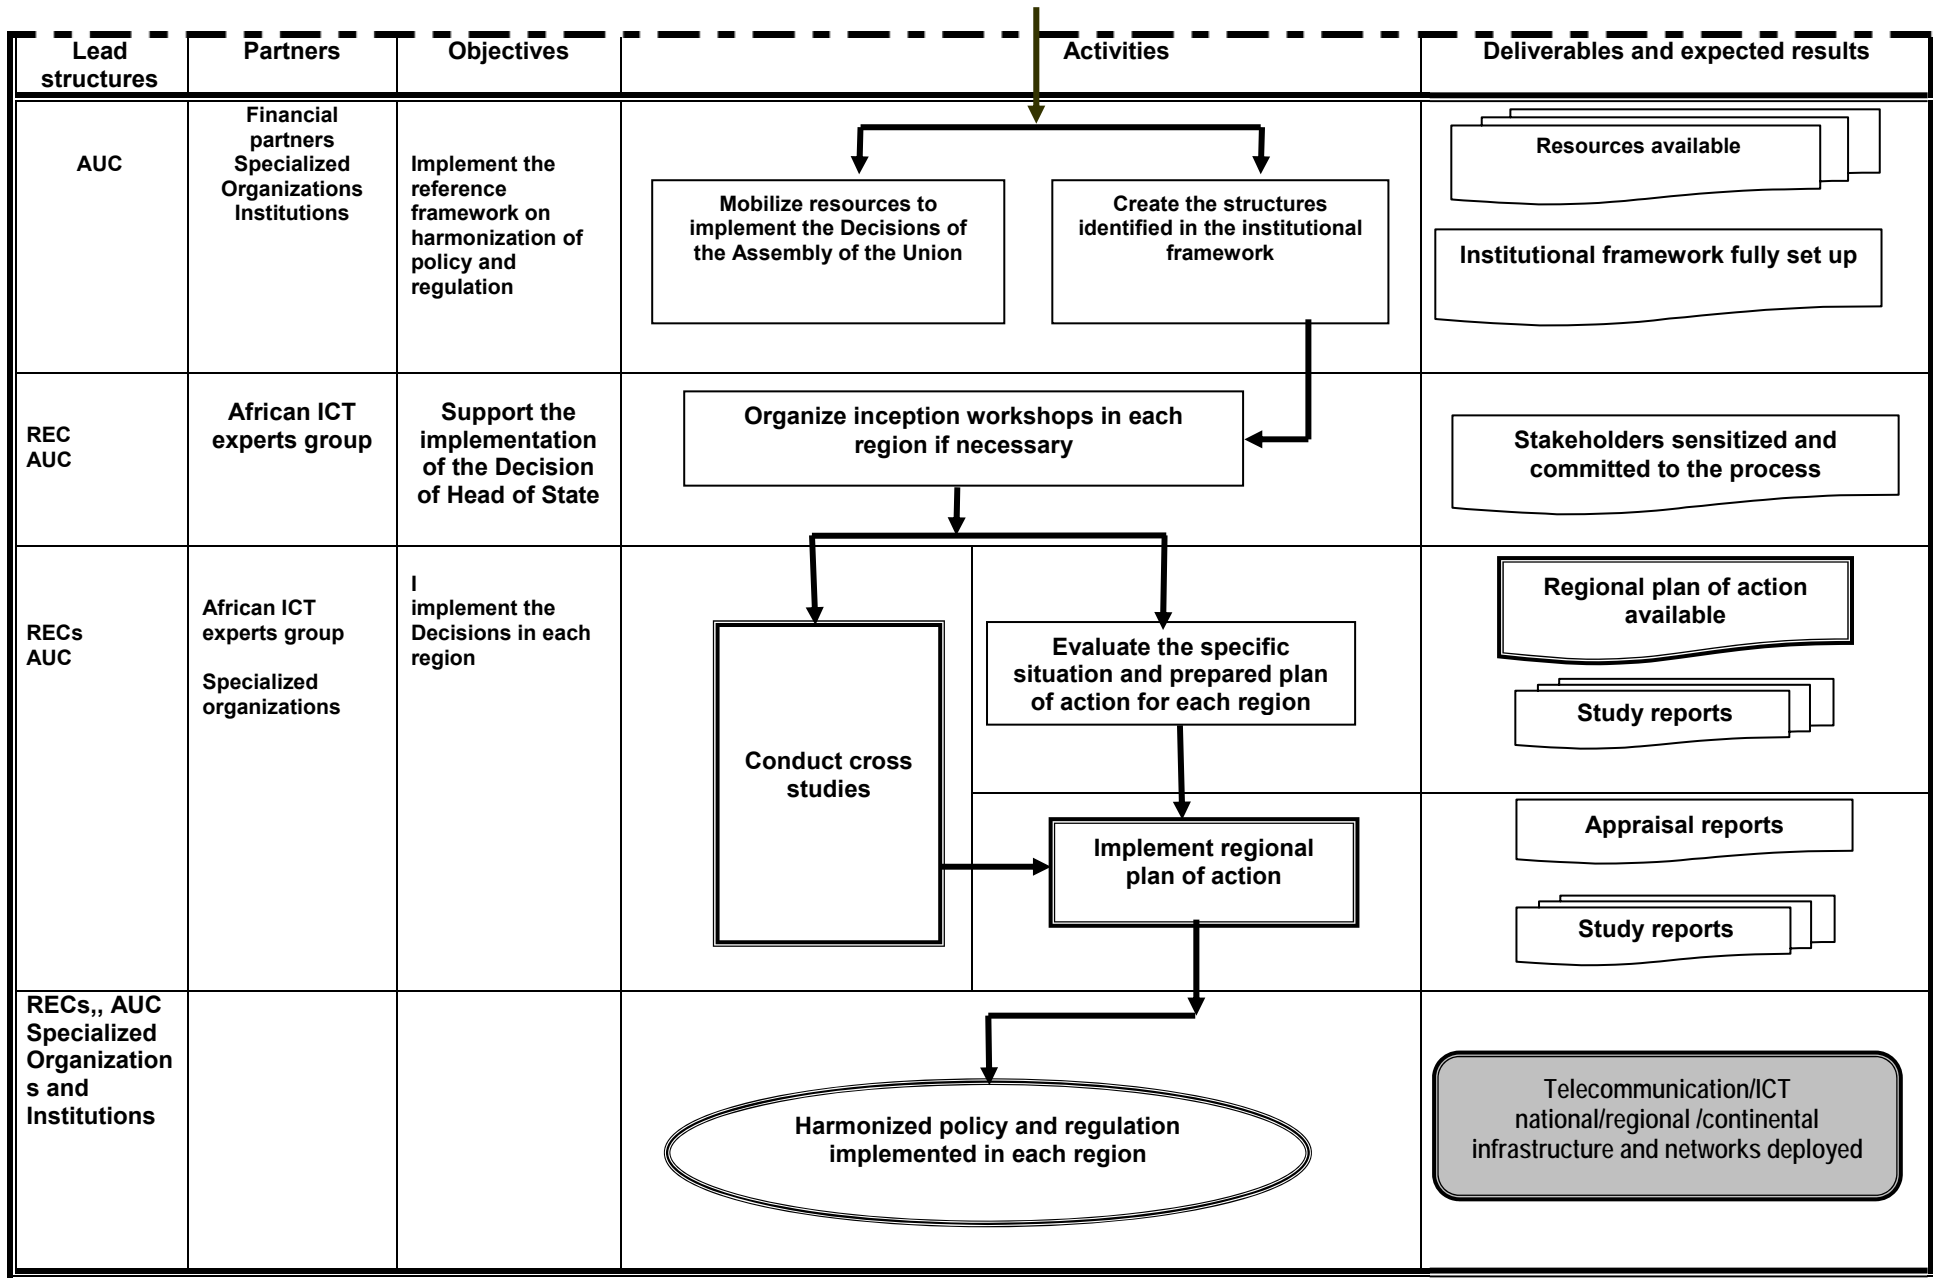 Lead
structures
Partners
Objectives
Activities
Deliverables and expected results
AUC
Financial
partners
Specialized
Organizations
Institutions
Implement the
reference
framework on
harmonization of
policy and
regulation
Mobilize resources to
implement the Decisions of
the Assembly of the Union
Create the structures
identified in the institutional
framework
Resources available
Institutional framework fully set up
REC
AUC
African ICT
experts group
Support the
implementation
of the Decision
of Head of State
Organize inception workshops in each
region if necessary
Stakeholders sensitized and
committed to the process
RECs
AUC
African ICT
experts group
Specialized
organizations
I
implement the
Decisions in each
region
Conduct cross
studies
Evaluate the specific
situation and prepared plan
of action for each region
Regional plan of action
available
Study reports
Implement regional
plan of action
Appraisal reports
Study reports
RECs,, AUC
Specialized
Organization
s and
Institutions
Harmonized policy and regulation
implemented in each region
Telecommunication/ICT
national/regional /continental
infrastructure and networks deployed